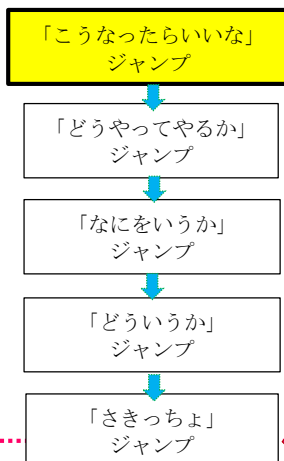 「こうなったらいいな」
ジャンプ
「どうやってやるか」
ジャンプ
「なにをいうか」
ジャンプ
「どういうか」
ジャンプ
「さきっちょ」
ジャンプ